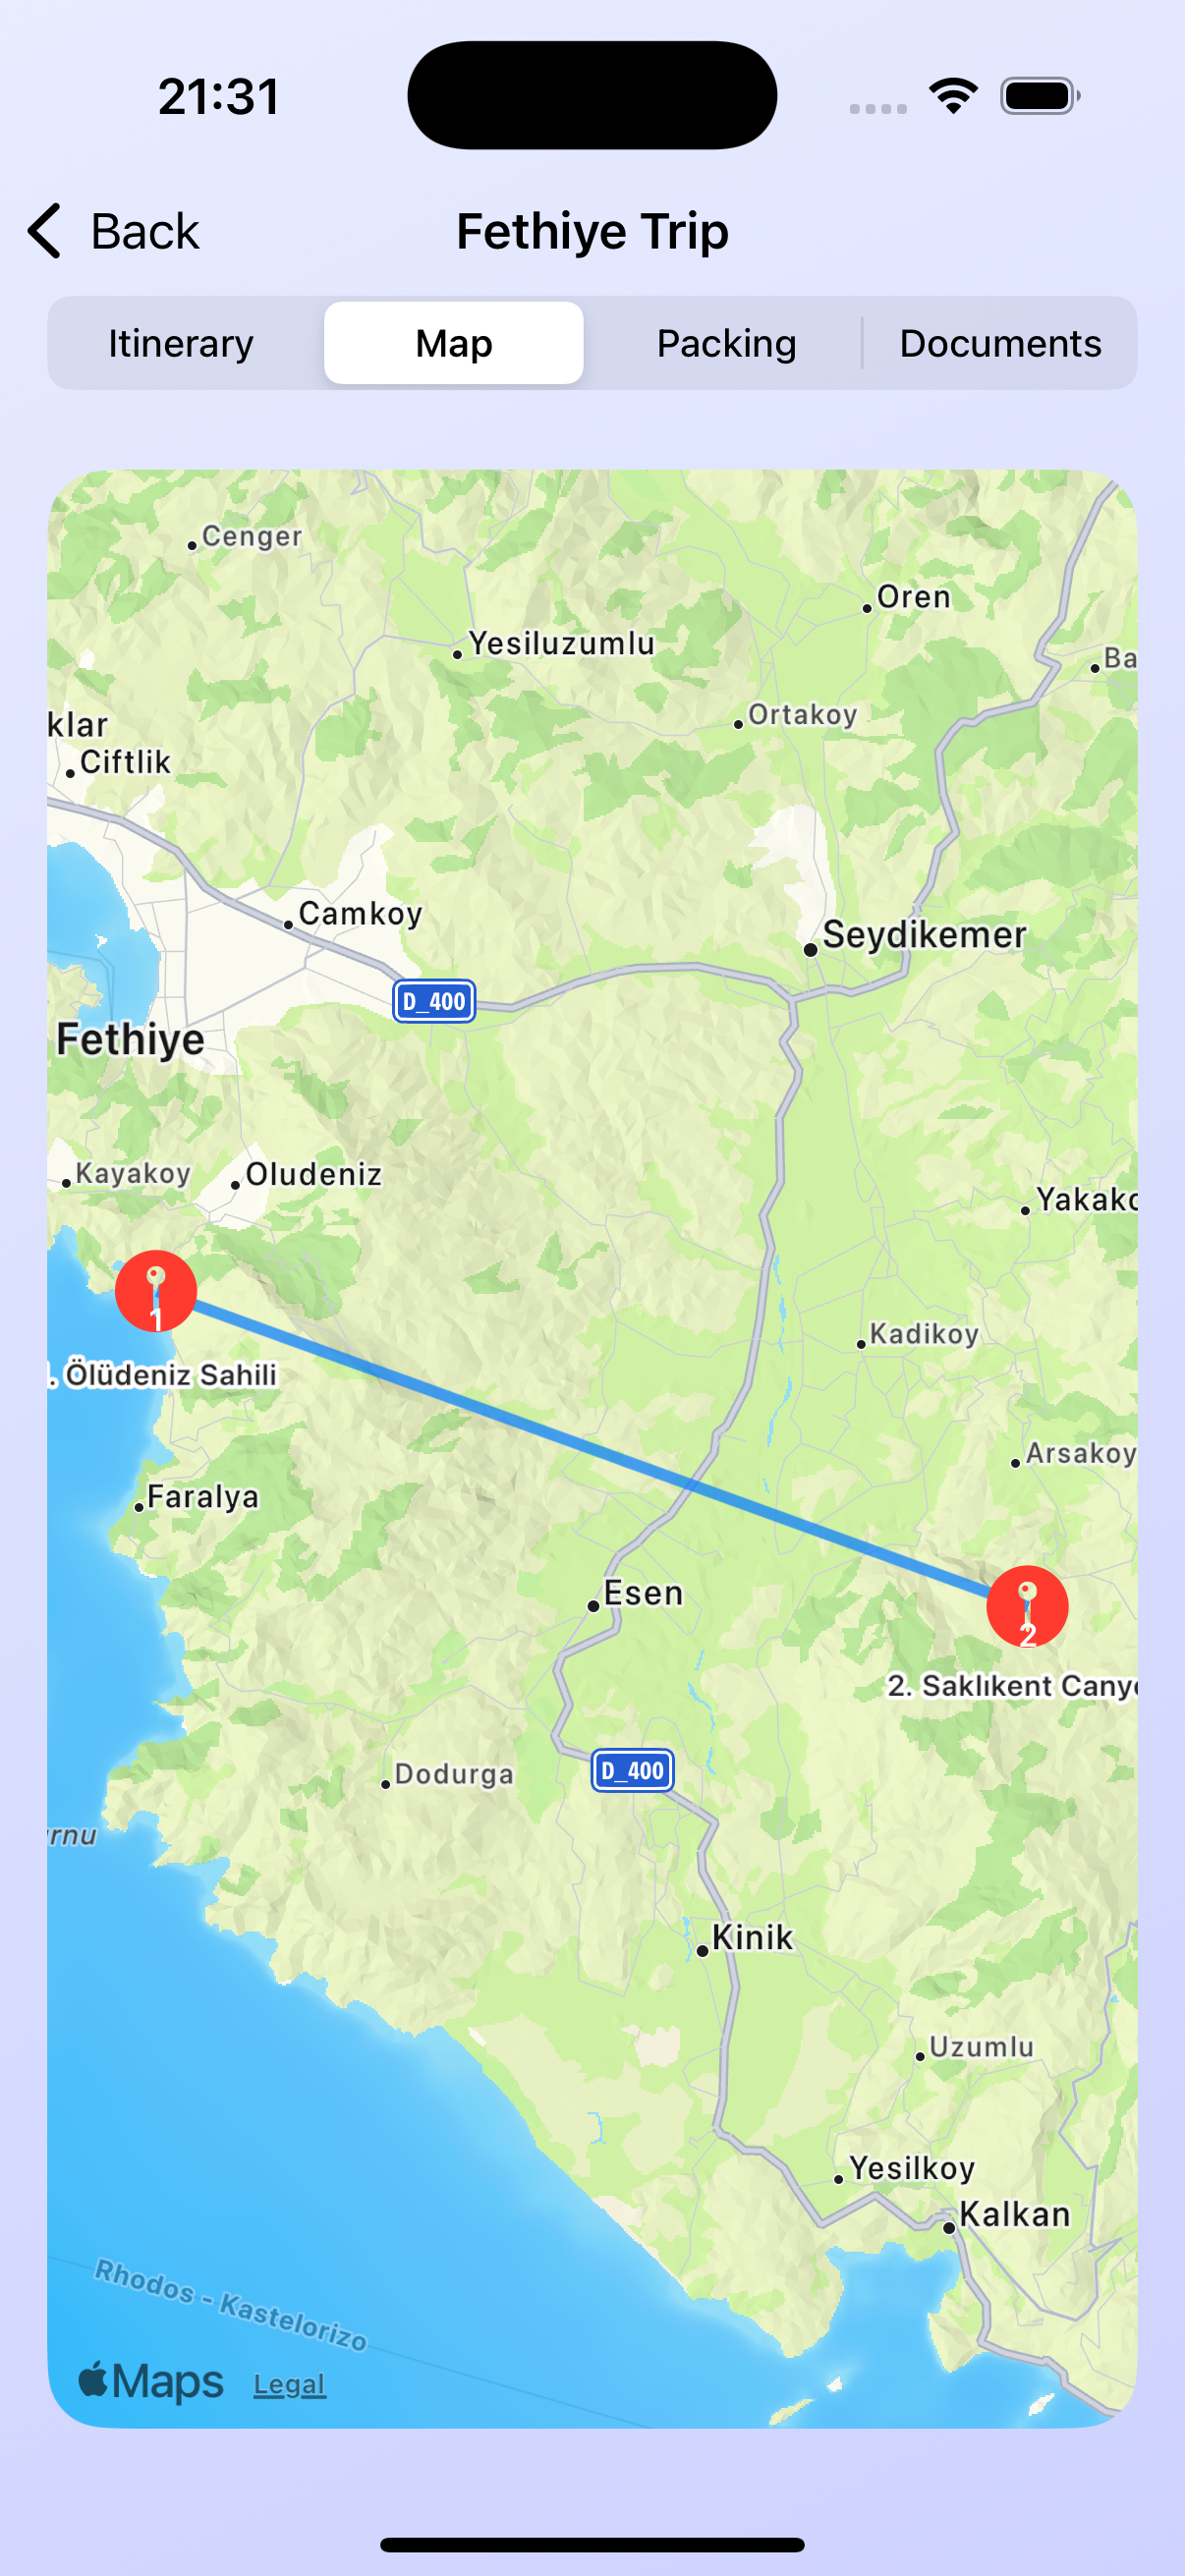 21:31
Back
Fethiye Trip
Itinerary
Map
Packing
Documents
Cenger
Oren
Yesiluzumlu
Ba
Ortakoy
klar
Ciftlik
Camkoy
Seydikemer
D_400
Fethiye
Kayakoy
Oludeniz
Yakako
1
Kadikoy
. Ölüdeniz Sahili
Arsakoy
Faralya
Esen
2
2. Saklıkent Canyo
D_400
Dodurga
rnu
Kinik
Uzumlu
Yesilkoy
Kalkan
Rhodos - Kastelorizo
Maps
Legal